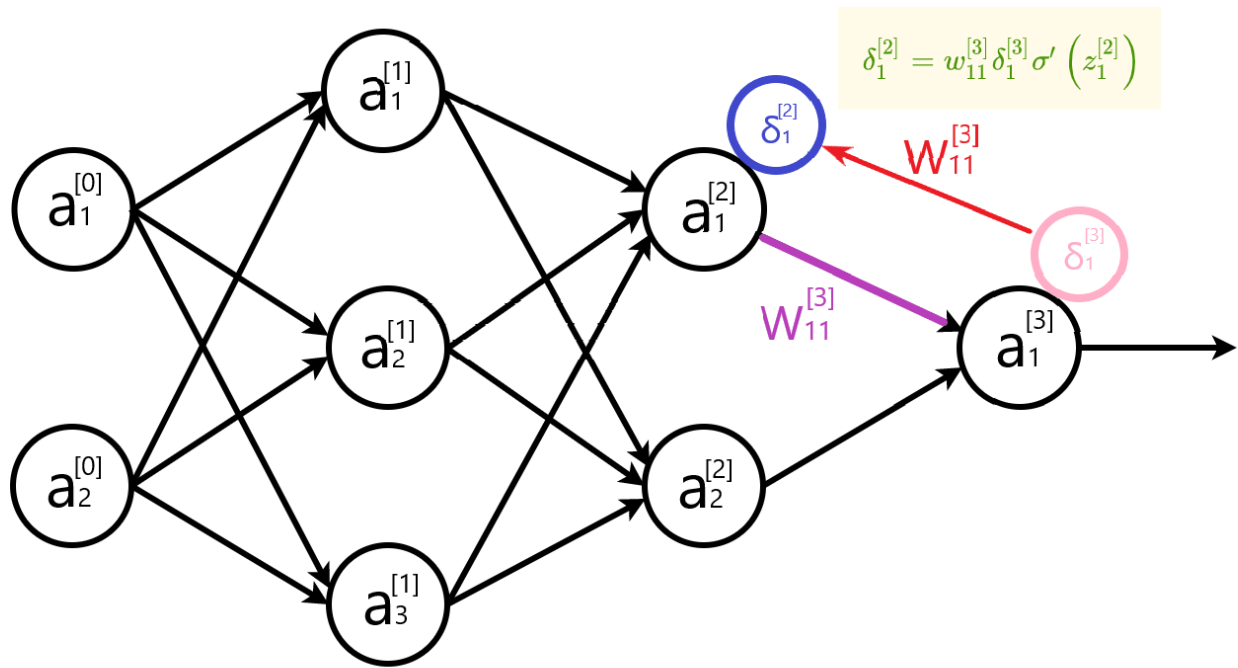 δ₁^[2] = w₁₁^[3] δ₁^[3] σ′ (z₁^[2])
a₁^[1]
δ₁^[2]
W₁₁^[3]
a₁^[0]
a₁^[2]
δ₁^[3]
W₁₁^[3]
a₂^[1]
a₁^[3]
a₂^[0]
a₂^[2]
a₃^[1]